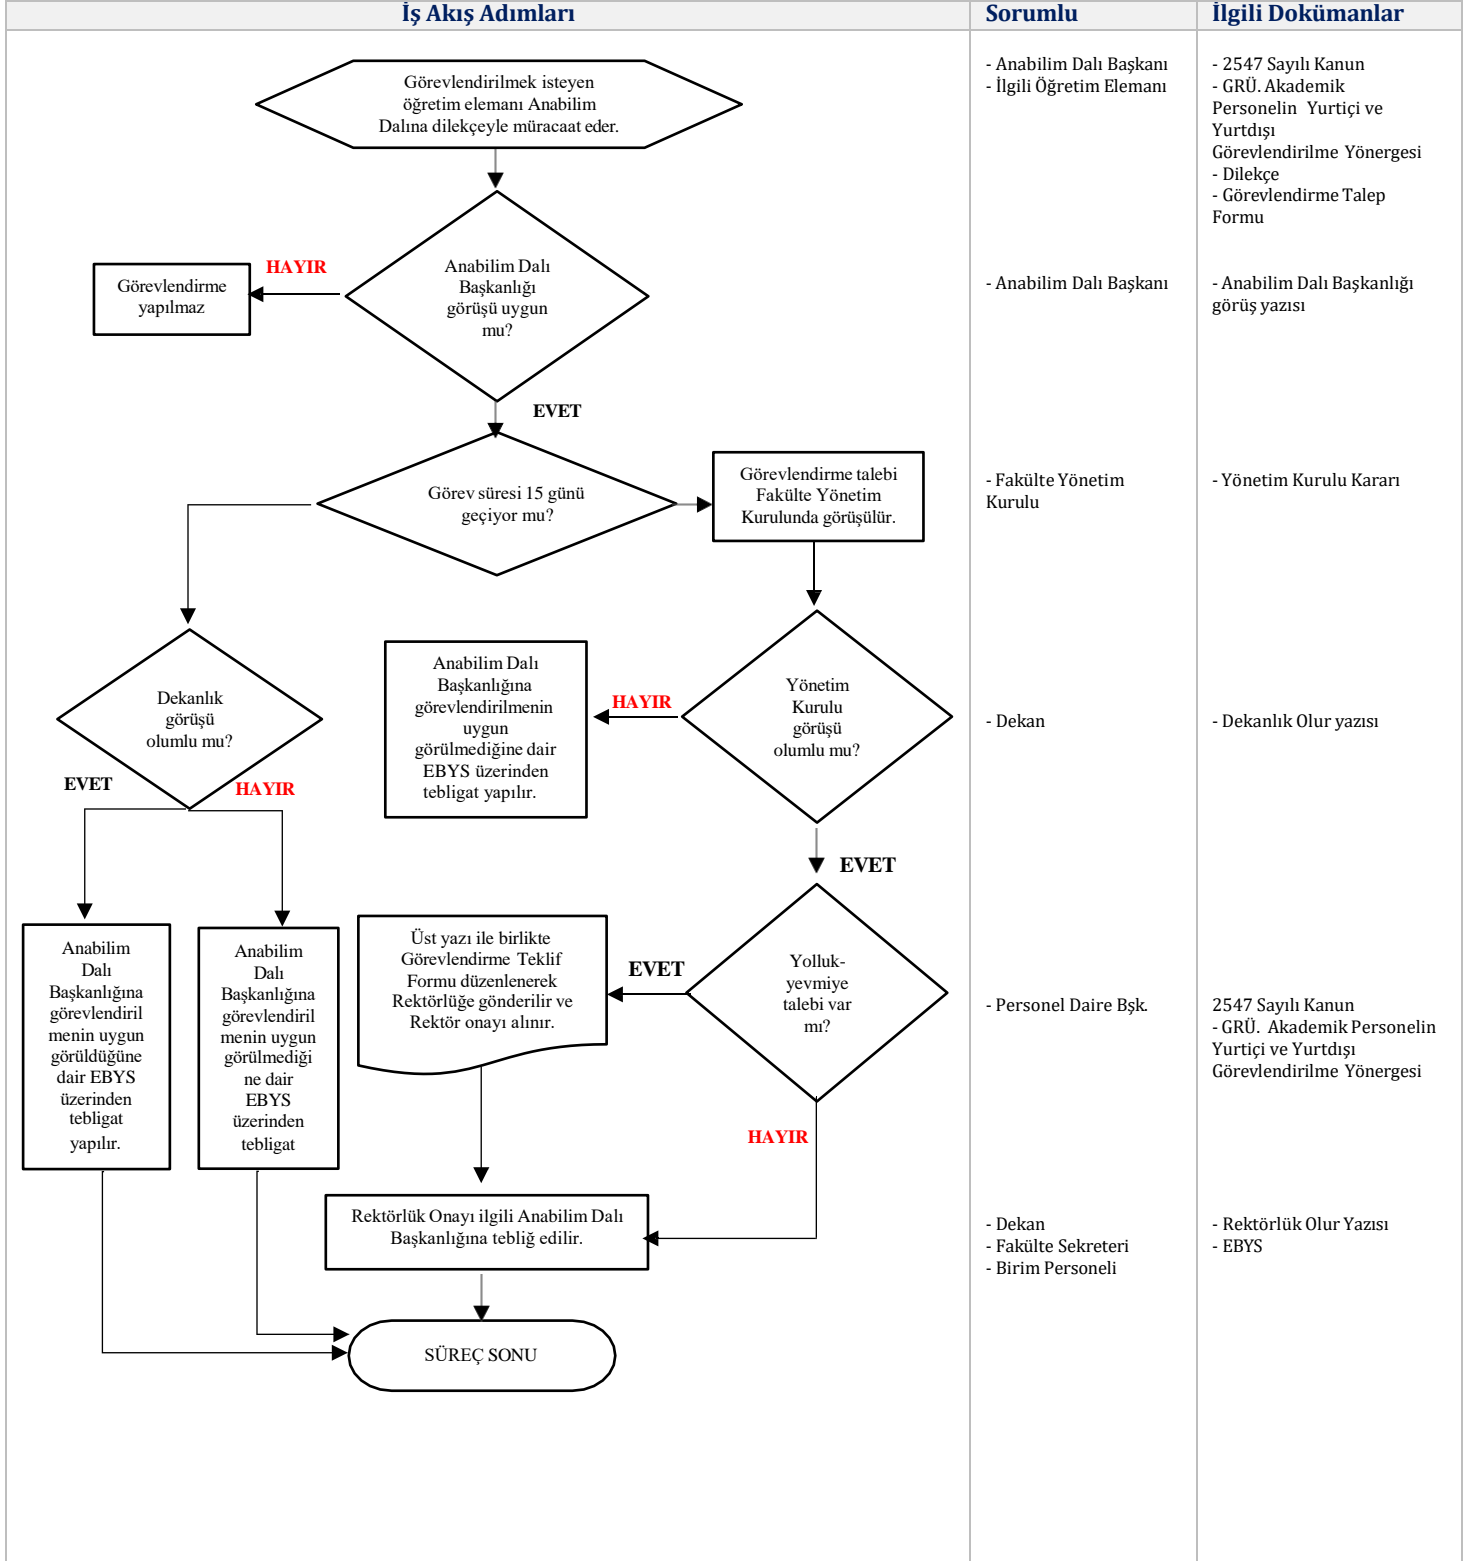 İş Akış Adımları
Sorumlu
İlgili Dokümanlar
Görevlendirilmek isteyen
öğretim elemanı Anabilim
Dalına dilekçeyle müracaat eder.
- Anabilim Dalı Başkanı
- İlgili Öğretim Elemanı
- 2547 Sayılı Kanun
- GRÜ. Akademik
Personelin Yurtiçi ve
Yurtdışı
Görevlendirilme Yönergesi
- Dilekçe
- Görevlendirme Talep
Formu
Anabilim Dalı
Başkanlığı
görüşü uygun
mu?
HAYIR
Görevlendirme
yapılmaz
- Anabilim Dalı Başkanı
- Anabilim Dalı Başkanlığı
görüş yazısı
EVET
Görev süresi 15 günü
geçiyor mu?
Görevlendirme talebi
Fakülte Yönetim
Kurulunda görüşülür.
- Fakülte Yönetim
Kurulu
- Yönetim Kurulu Kararı
Dekanlık
görüşü
olumlu mu?
Anabilim Dalı
Başkanlığına
görevlendirilmenin
uygun
görülmediğine dair
EBYS üzerinden
tebligat yapılır.
HAYIR
Yönetim
Kurulu
görüşü
olumlu mu?
- Dekan
- Dekanlık Olur yazısı
EVET
HAYIR
EVET
Anabilim
Dalı
Başkanlığına
görevlendiril
menin uygun
görüldüğüne
dair EBYS
üzerinden
tebligat
yapılır.
Anabilim
Dalı
Başkanlığına
görevlendiril
menin uygun
görülmediği
ne dair
EBYS
üzerinden
tebligat
Üst yazı ile birlikte
Görevlendirme Teklif
Formu düzenlenerek
Rektörlüğe gönderilir ve
Rektör onayı alınır.
EVET
Yolluk-
yevmiye
talebi var
mı?
- Personel Daire Bşk.
2547 Sayılı Kanun
- GRÜ. Akademik Personelin
Yurtiçi ve Yurtdışı
Görevlendirilme Yönergesi
HAYIR
Rektörlük Onayı ilgili Anabilim Dalı
Başkanlığına tebliğ edilir.
- Dekan
- Fakülte Sekreteri
- Birim Personeli
- Rektörlük Olur Yazısı
- EBYS
SÜREÇ SONU